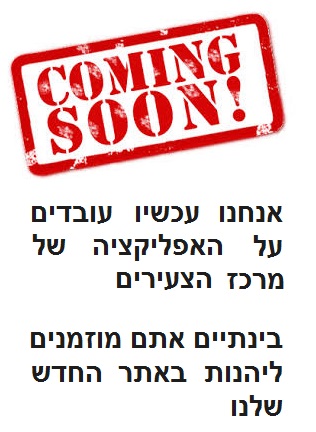 COMING
SOON!
אנחנו עכשיו עובדים
על האפליקציה של
מרכז הצעירים
בינתיים אתם מוזמנים
ליהנות באתר החדש
שלנו